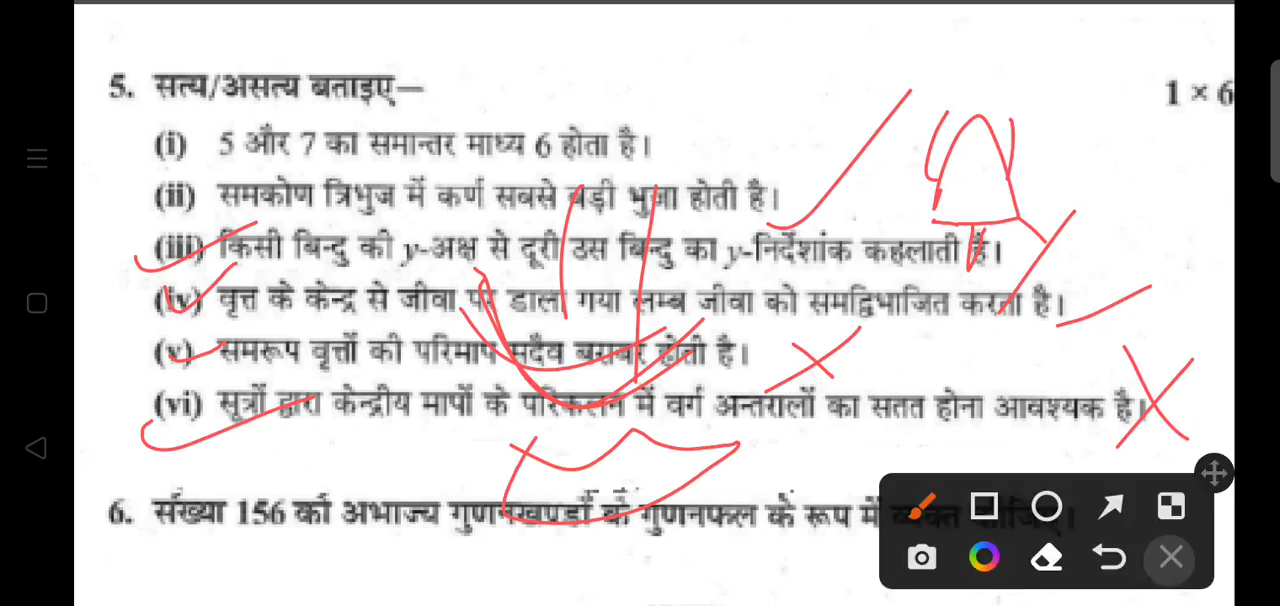 5. सत्य/असत्य बताइए— 1 × 6
(i) 5 और 7 का समान्तर माध्य 6 होता है।
(ii) समकोण त्रिभुज में कर्ण सबसे बड़ी भुजा होती है।
(iii) किसी बिन्दु की y-अक्ष से दूरी उस बिन्दु का y-निर्देशांक कहलाती है।
(iv) वृत्त के केन्द्र से जीवा पर डाला गया लम्ब जीवा को समद्विभाजित करता है।
(v) समरूप वृत्तों की परिमाप सदैव बराबर होती है।
(vi) सूत्रों द्वारा केन्द्रीय मापों के परिकलन में वर्ग अन्तरालों का सतत होना आवश्यक है।
6. संख्या 156 को अभाज्य गुणनखण्डों के गुणनफल के रूप में